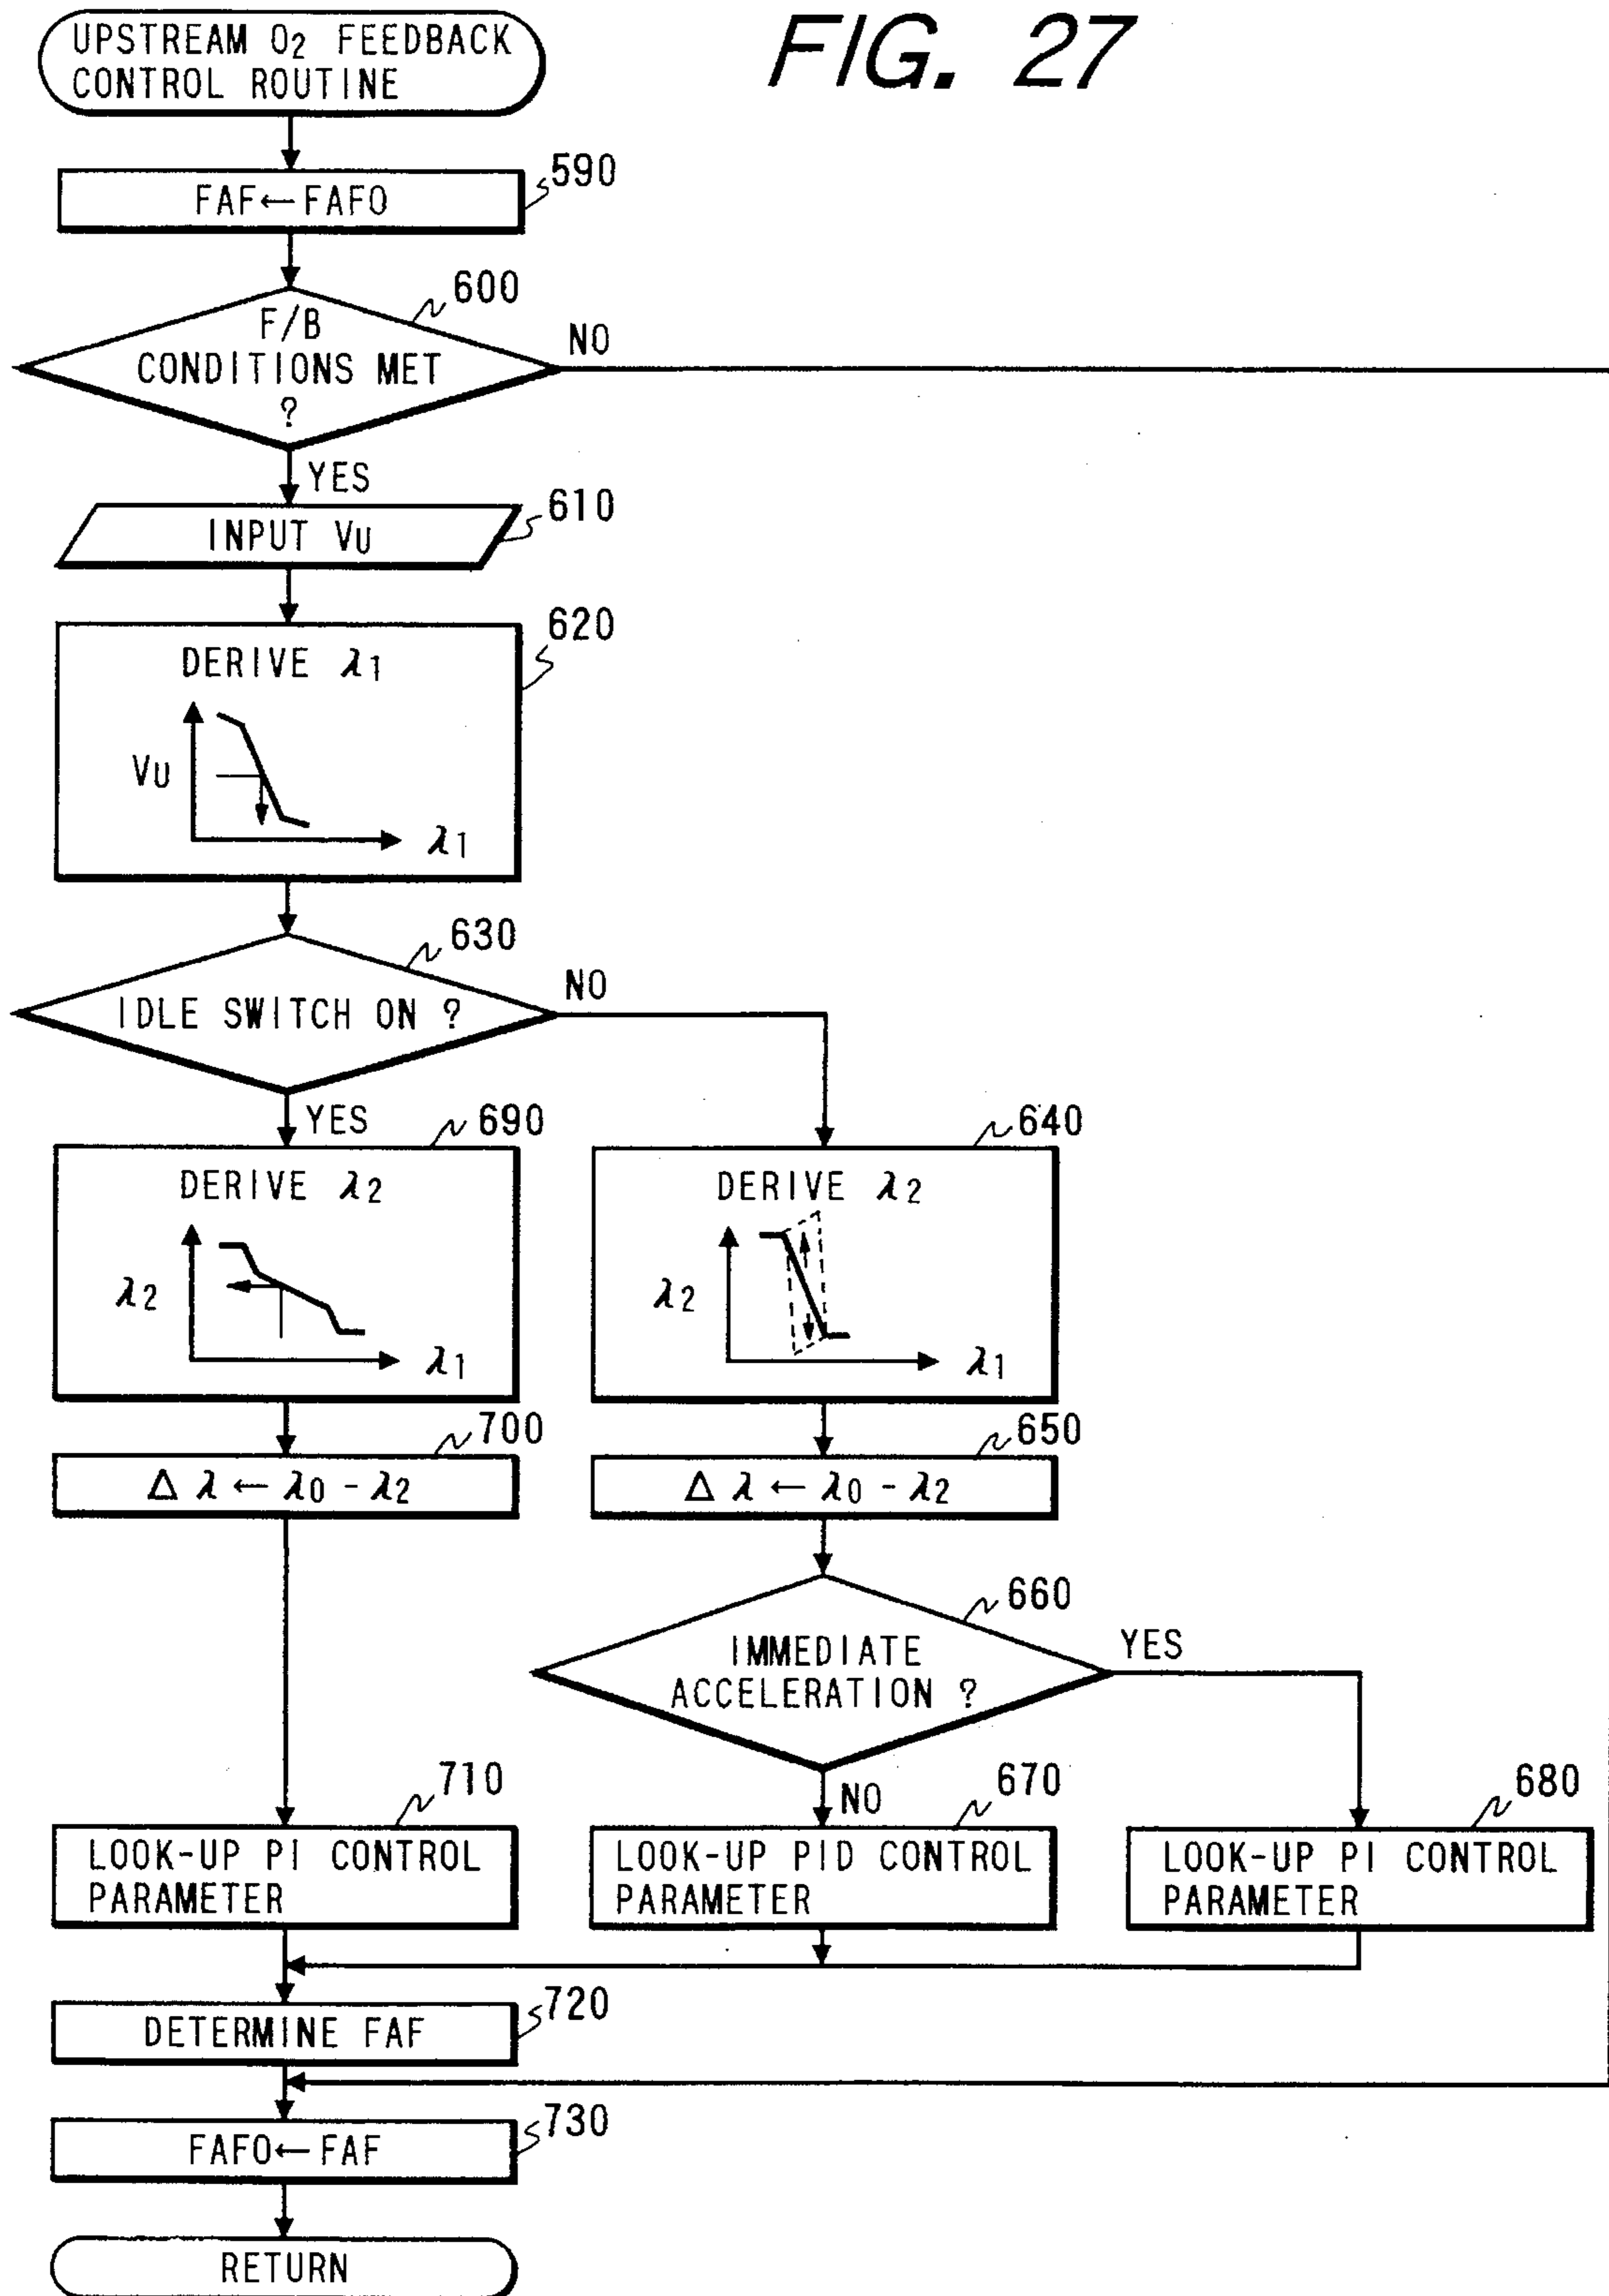 FIG. 27
UPSTREAM O2 FEEDBACK
CONTROL ROUTINE
590
FAF←FAFO
600
F/B
CONDITIONS MET
?
NO
YES
610
INPUT VU
620
DERIVE λ1
VU
λ1
630
IDLE SWITCH ON ?
NO
YES
690
DERIVE λ2
λ2
λ1
640
DERIVE λ2
λ2
λ1
700
Δ λ ← λ0 - λ2
650
Δ λ ← λ0 - λ2
660
IMMEDIATE
ACCELERATION ?
YES
NO
710
LOOK-UP PI CONTROL
PARAMETER
670
LOOK-UP PID CONTROL
PARAMETER
680
LOOK-UP PI CONTROL
PARAMETER
720
DETERMINE FAF
730
FAFO←FAF
RETURN